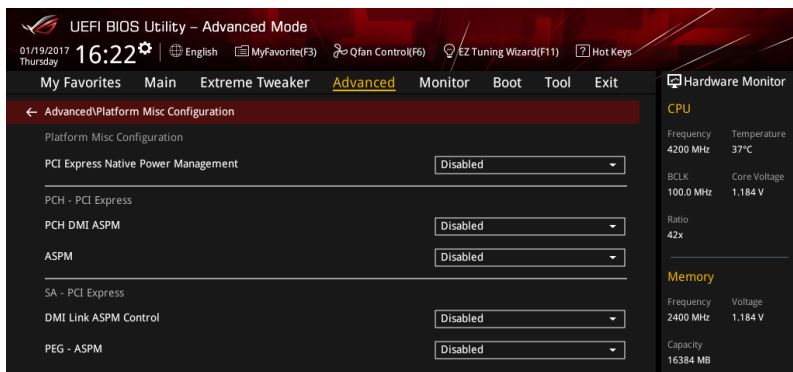 UEFI BIOS Utility – Advanced Mode
01/19/2017 Thursday 16:22 English MyFavorite(F3) Qfan Control(F6) EZ Tuning Wizard(F11) ? Hot Keys
My Favorites Main Extreme Tweaker Advanced Monitor Boot Tool Exit
← Advanced\Platform Misc Configuration
Platform Misc Configuration
PCI Express Native Power Management Disabled
PCH - PCI Express
PCH DMI ASPM Disabled
ASPM Disabled
SA - PCI Express
DMI Link ASPM Control Disabled
PEG - ASPM Disabled
Hardware Monitor
CPU
Frequency Temperature
4200 MHz 37°C
BCLK Core Voltage
100.0 MHz 1.184 V
Ratio
42x
Memory
Frequency Voltage
2400 MHz 1.184 V
Capacity
16384 MB